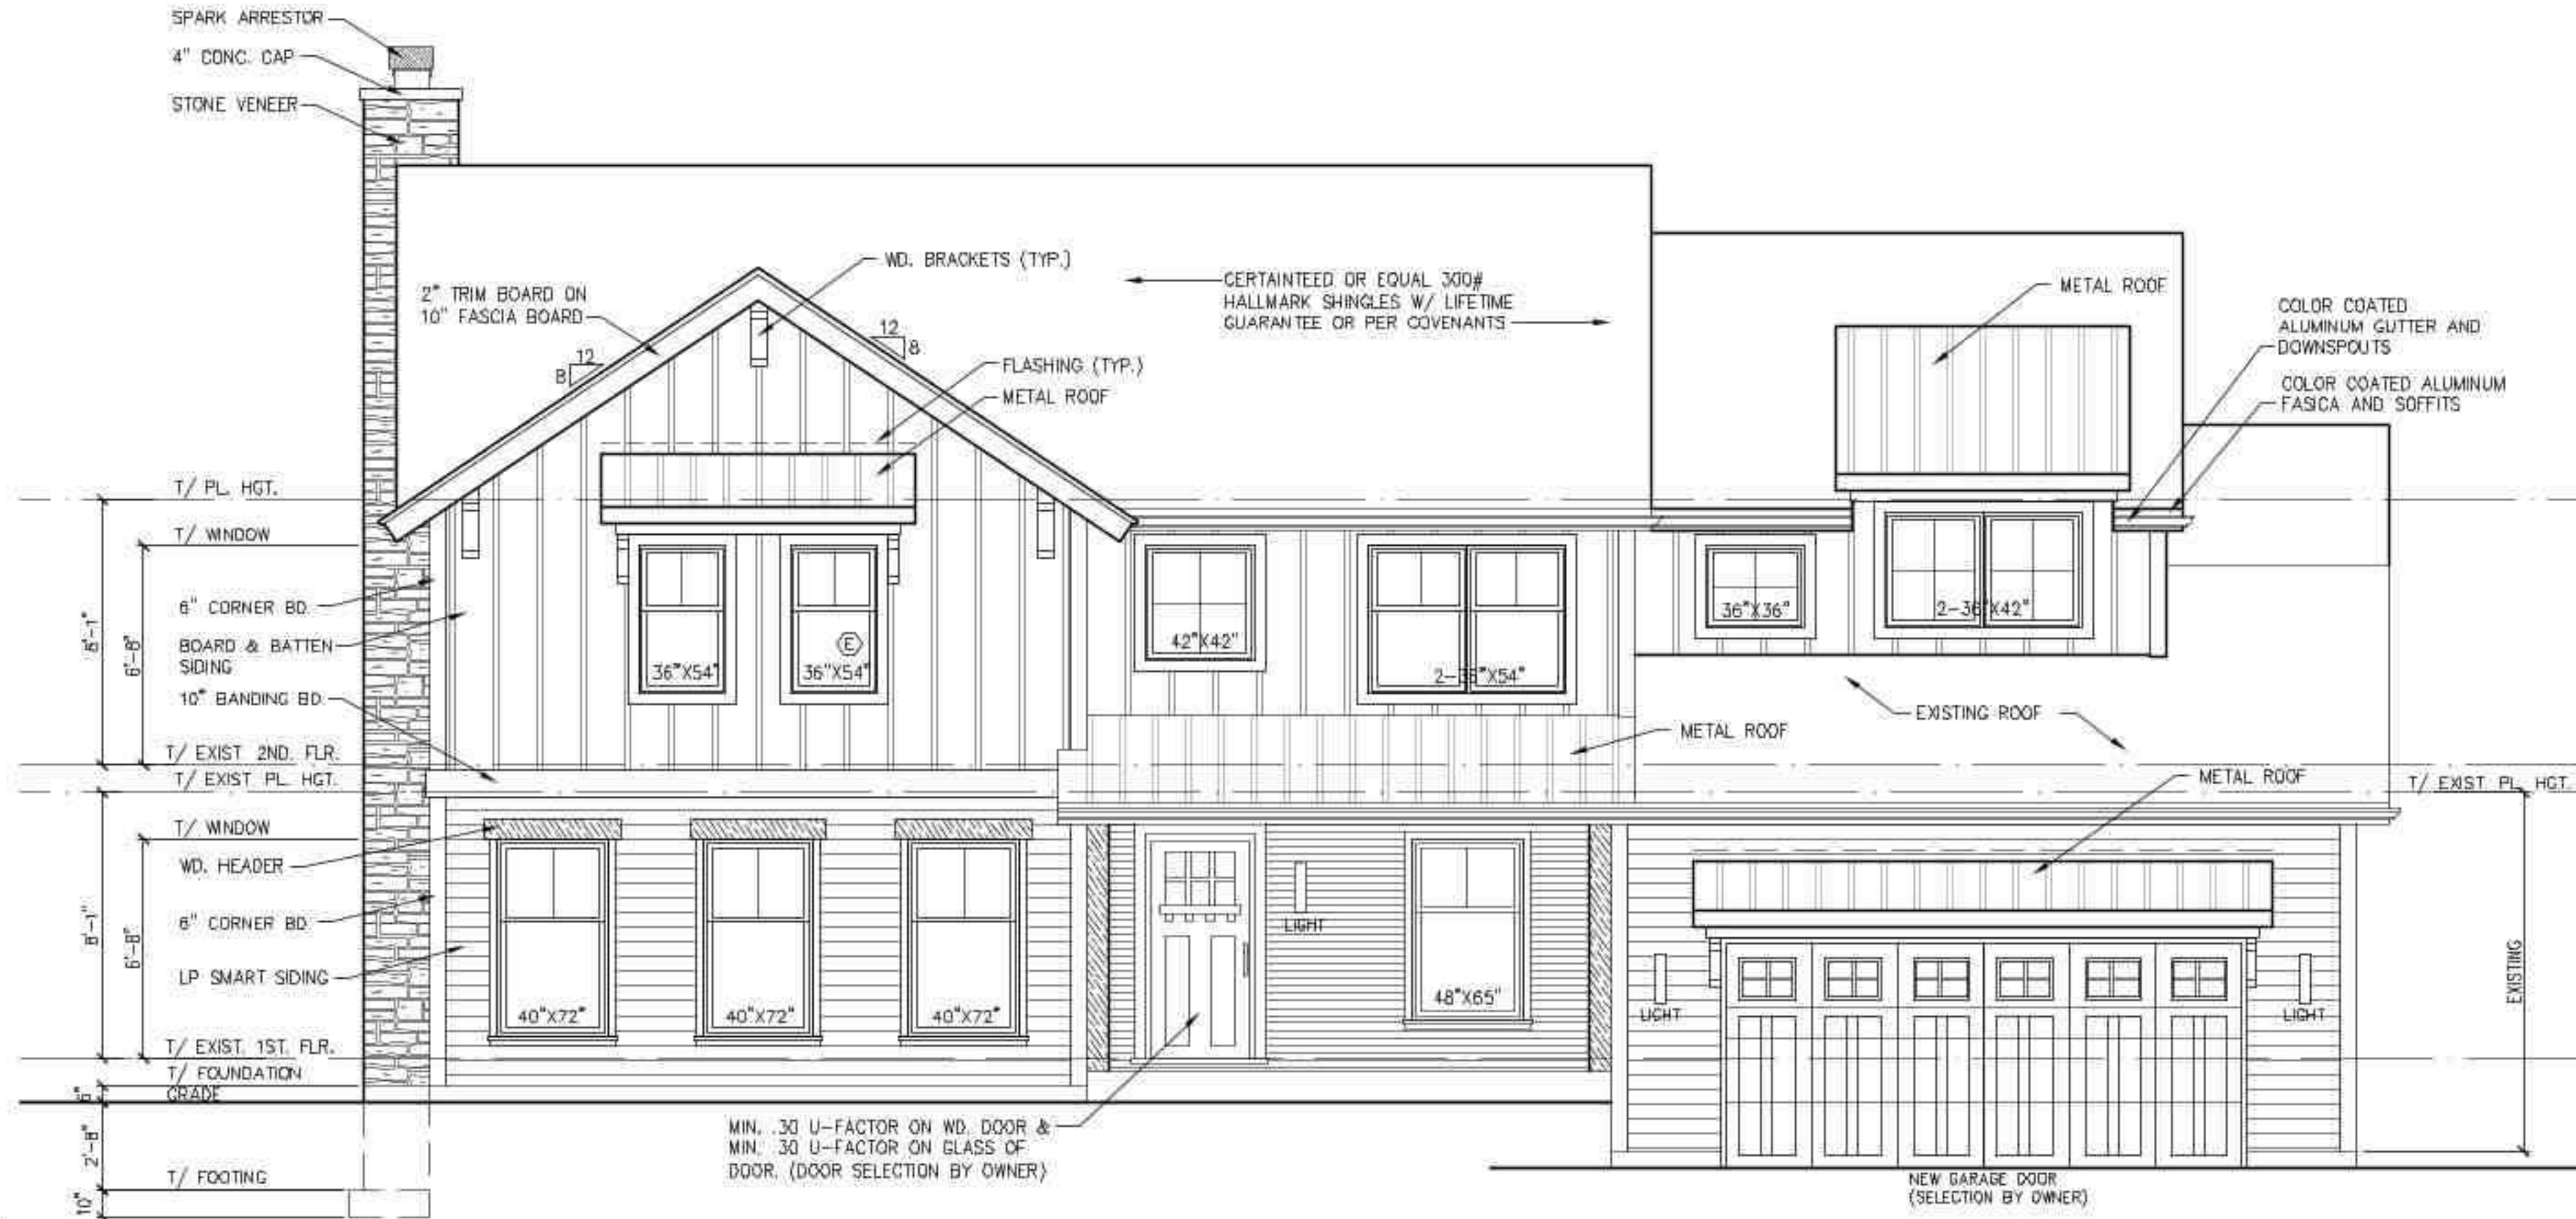 SPARK ARRESTOR
4" CONC. CAP
STONE VENEER
WD. BRACKETS (TYP.)
2" TRIM BOARD ON
10" FASCIA BOARD
12
8
12
8
CERTAINTEED OR EQUAL 300#
HALLMARK SHINGLES W/ LIFETIME
GUARANTEE OR PER COVENANTS
FLASHING (TYP.)
METAL ROOF
METAL ROOF
COLOR COATED
ALUMINUM GUTTER AND
DOWNSPOUTS
COLOR COATED ALUMINUM
FASICA AND SOFFITS
T/ PL. HGT.
T/ WINDOW
6" CORNER BD.
BOARD & BATTEN
SIDING
10" BANDING BD.
8'-1"
6'-8"
T/ EXIST 2ND. FLR.
T/ EXIST PL. HGT.
36"X54"
E
36"X54"
42"X42"
2-36"X54"
36"X36"
2-36"X42"
EXISTING ROOF
METAL ROOF
METAL ROOF
T/ EXIST PL. HGT.
T/ WINDOW
WD. HEADER
6" CORNER BD.
LP SMART SIDING
8'-1"
6'-8"
40"X72"
40"X72"
40"X72"
LIGHT
48"X65"
LIGHT
LIGHT
EXISTING
T/ EXIST. 1ST. FLR.
T/ FOUNDATION
GRADE
6"
2'-8"
T/ FOOTING
10"
MIN. .30 U-FACTOR ON WD. DOOR &
MIN. .30 U-FACTOR ON GLASS OF
DOOR. (DOOR SELECTION BY OWNER)
NEW GARAGE DOOR
(SELECTION BY OWNER)